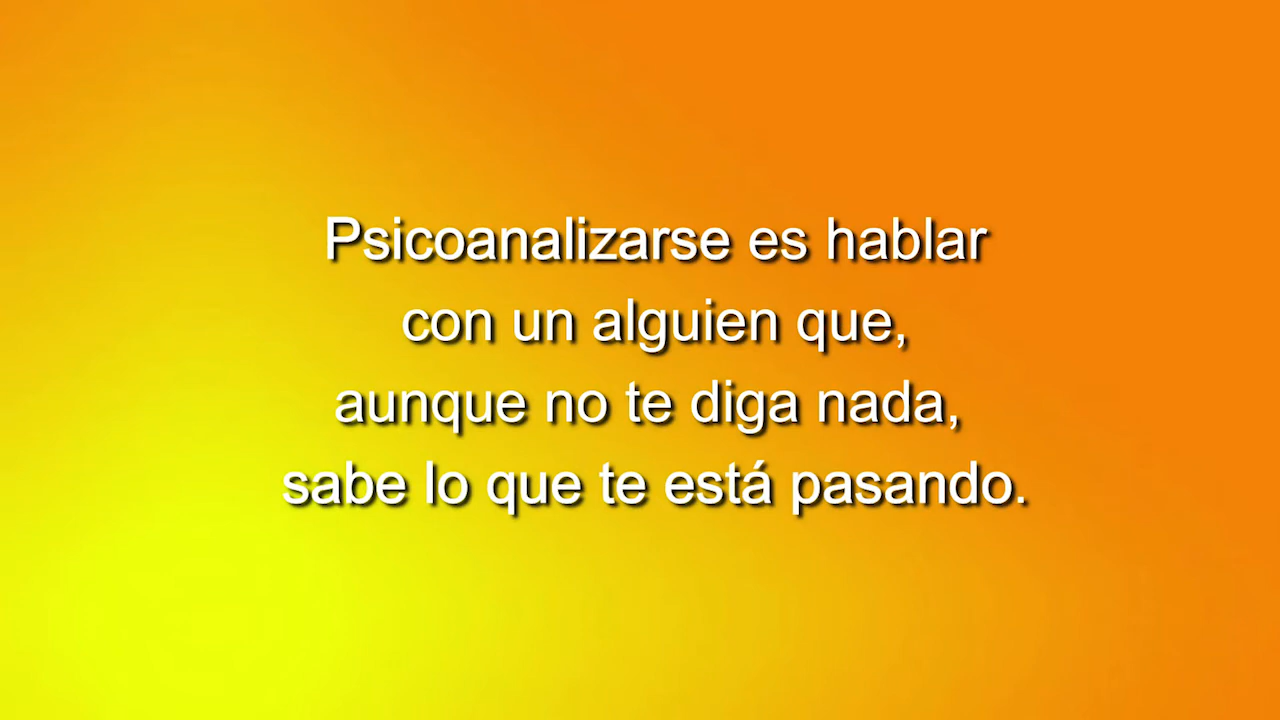 Psicoanalizarse es hablar
con un alguien que,
aunque no te diga nada,
sabe lo que te está pasando.